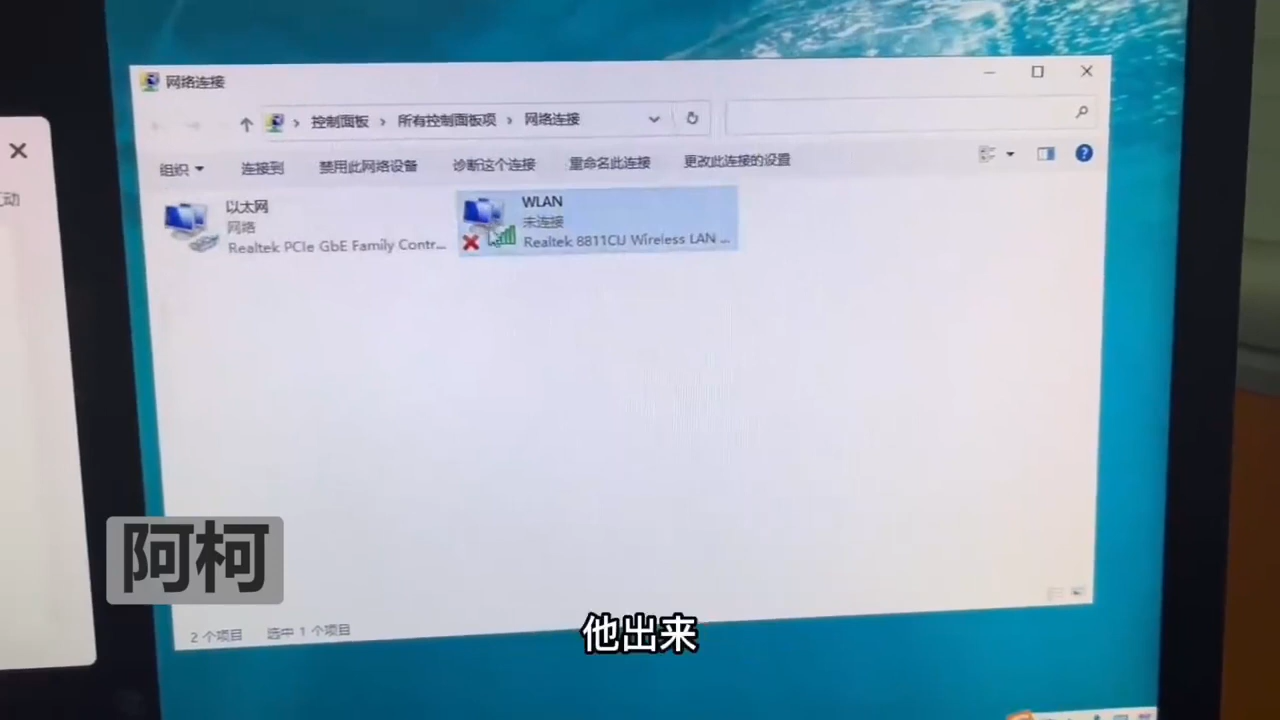 网络连接
控制面板 › 所有控制面板项 › 网络连接
组织 连接到 禁用此网络设备 诊断这个连接 重命名此连接 更改此连接的设置
以太网
网络
Realtek PCIe GbE Family Contr...
WLAN
未连接
Realtek 8811CU Wireless LAN ...
动
阿柯
2 个项目 选中 1 个项目
他出来